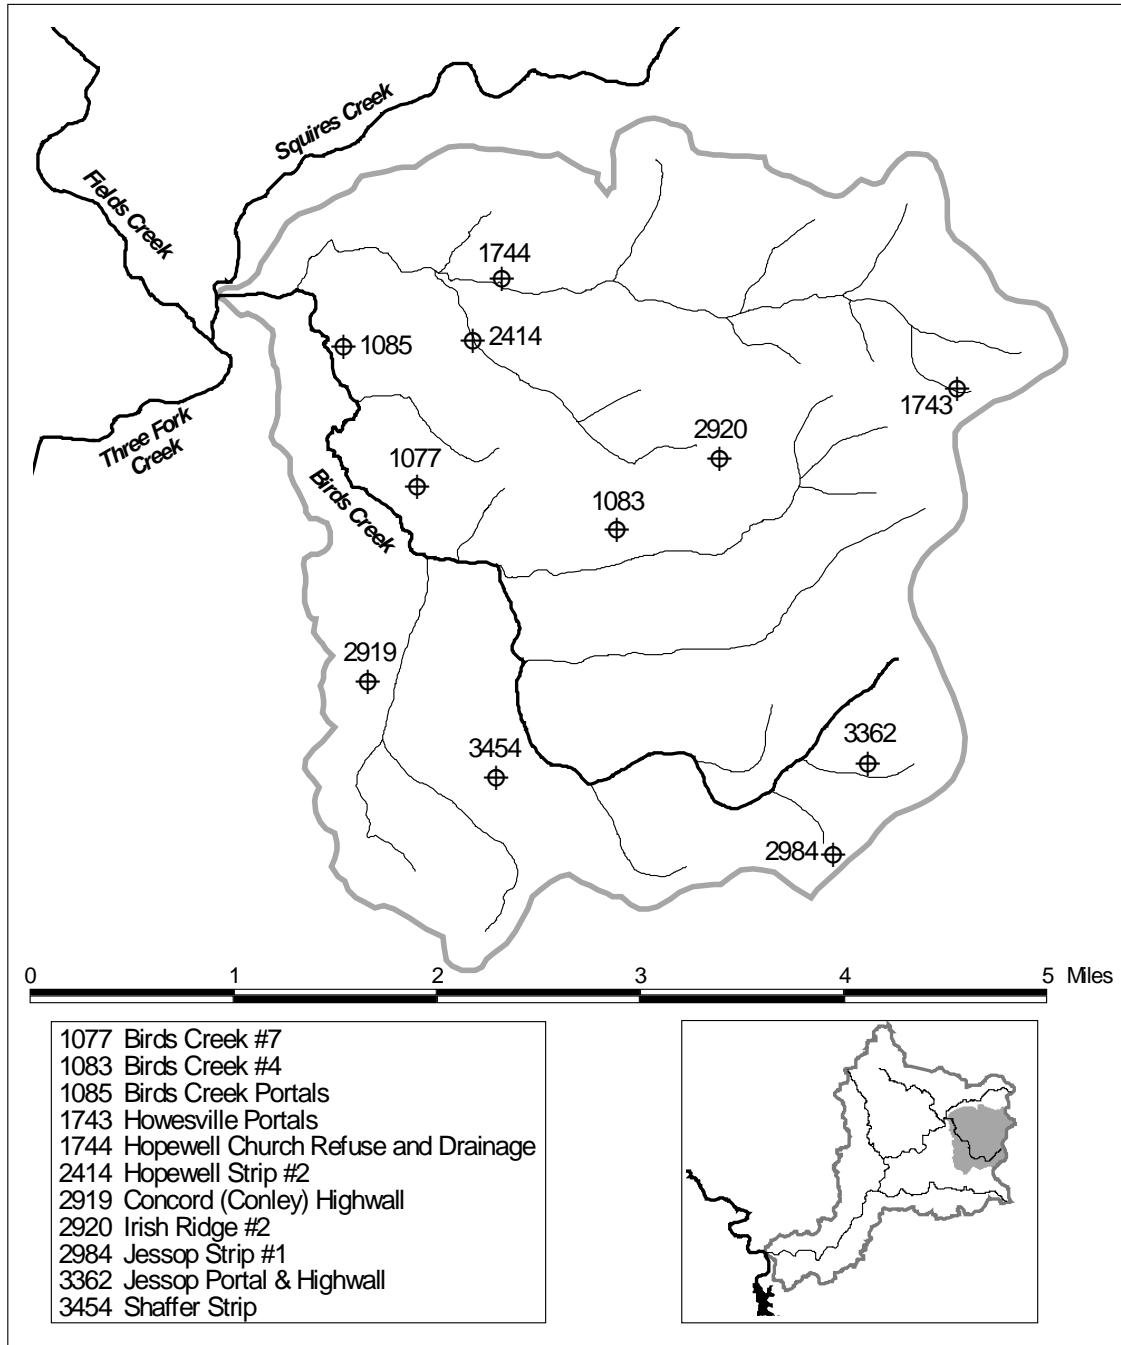 Squires Creek
Fields Creek
1744
1085
2414
1743
Three Fork
Creek
2920
1077
Birds Creek
1083
2919
3454
3362
2984
0 1 2 3 4 5 Miles
1077 Birds Creek #7
1083 Birds Creek #4
1085 Birds Creek Portals
1743 Howesville Portals
1744 Hopewell Church Refuse and Drainage
2414 Hopewell Strip #2
2919 Concord (Conley) Highwall
2920 Irish Ridge #2
2984 Jessop Strip #1
3362 Jessop Portal & Highwall
3454 Shaffer Strip